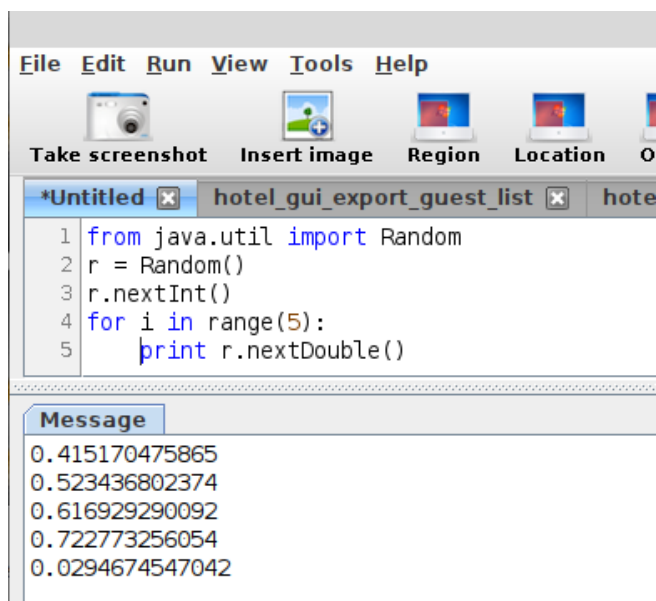 File Edit Run View Tools Help
Take screenshot Insert image Region Location
*Untitled hotel_gui_export_guest_list
1 from java.util import Random
2 r = Random()
3 r.nextInt()
4 for i in range(5):
5     print r.nextDouble()
Message
0.415170475865
0.523436802374
0.616929290092
0.722773256054
0.0294674547042